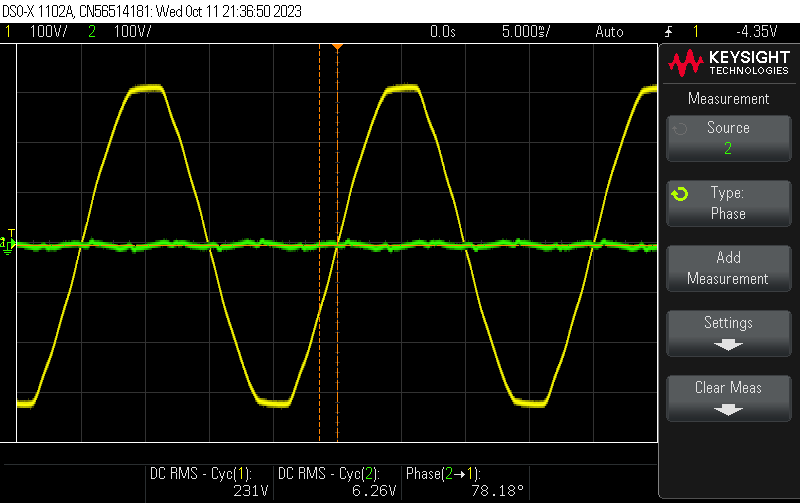 DSO-X 1102A, CN56514181: Wed Oct 11 21:36:50 2023
1 100V/ 2 100V/ 0.0s 5.000ms/ Auto 1 -4.35V
KEYSIGHT
TECHNOLOGIES
Measurement
Source
2
Type:
Phase
Add
Measurement
Settings
Clear Meas
T
2
DC RMS - Cyc(1): DC RMS - Cyc(2): Phase(2→1):
231V 6.26V 78.18°